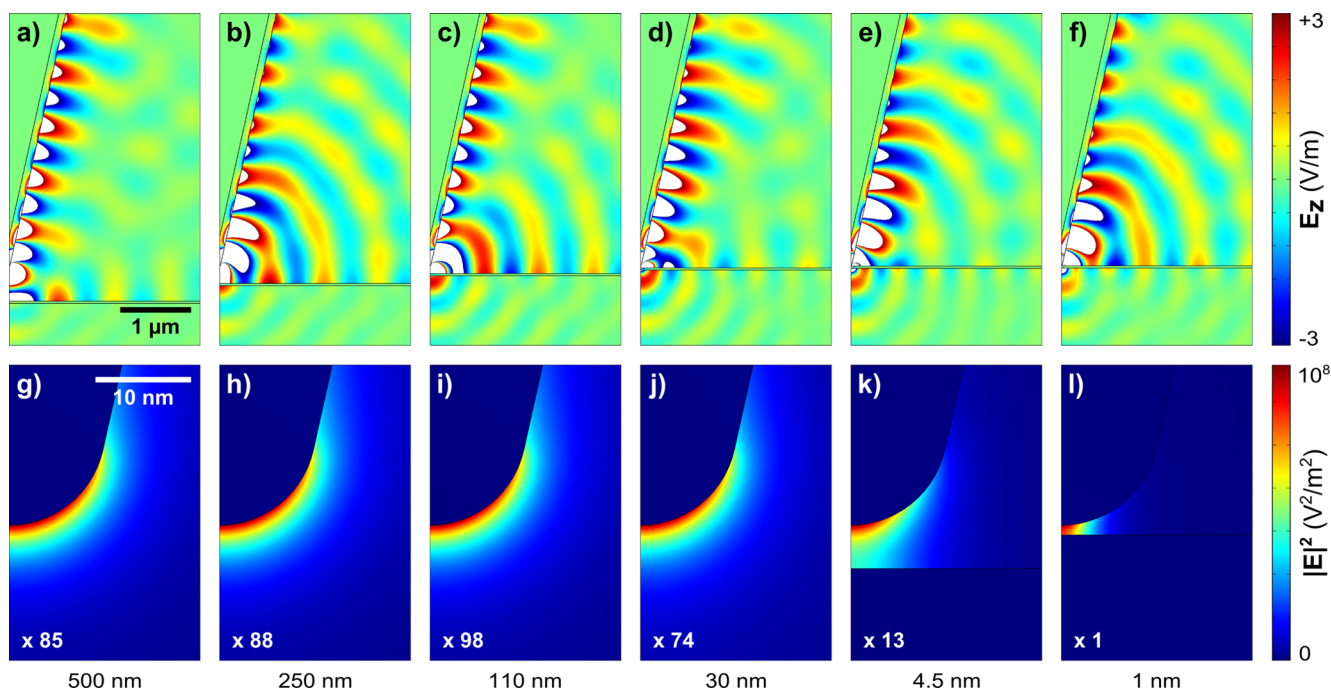 a) b) c) d) e) f)
+3
E_Z (V/m)
-3
1 µm
g) h) i) j) k) l)
10 nm
10⁸
|E|² (V²/m²)
0
x 85 x 88 x 98 x 74 x 13 x 1
500 nm 250 nm 110 nm 30 nm 4.5 nm 1 nm